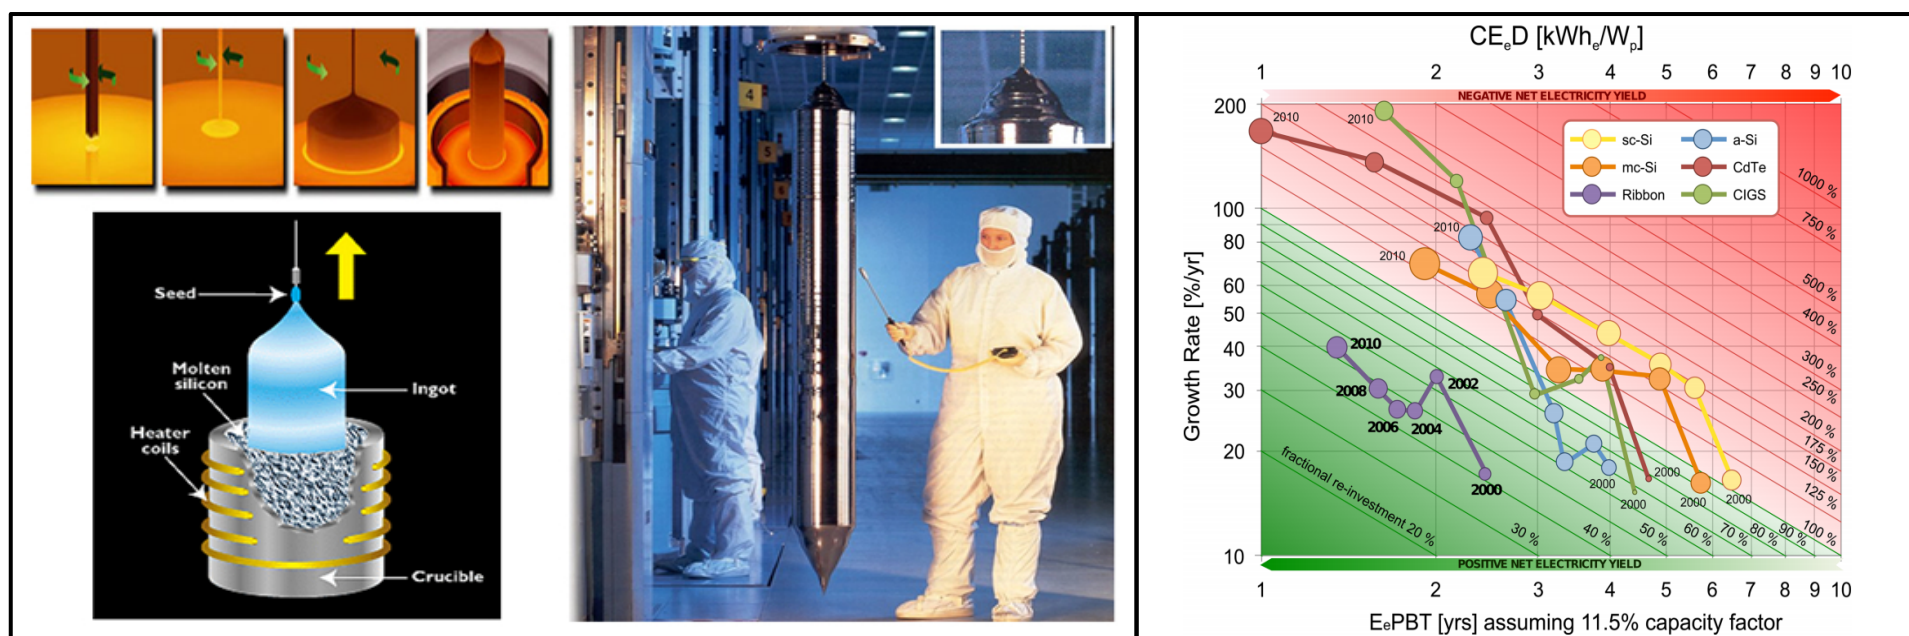 4
5
6
Seed
Molten
silicon
Ingot
Heater
coils
Crucible
CEeD [kWhe/Wp]
1 2 3 4 5 6 7 8 9 10
NEGATIVE NET ELECTRICITY YIELD
200
100
80
60
50
40
30
20
10
Growth Rate [%/yr]
sc-Si
a-Si
mc-Si
CdTe
Ribbon
CIGS
2010
2010
2010
2010
2010
2008
2006
2004
2002
2000
2000
2000
2000
2000
2000
1000 %
750 %
500 %
400 %
300 %
250 %
200 %
175 %
150 %
125 %
100 %
fractional re-investment 20 %
30 %
40 %
50 %
60 %
70 %
80 %
90 %
POSITIVE NET ELECTRICITY YIELD
1 2 3 4 5 6 7 8 9 10
EePBT [yrs] assuming 11.5% capacity factor